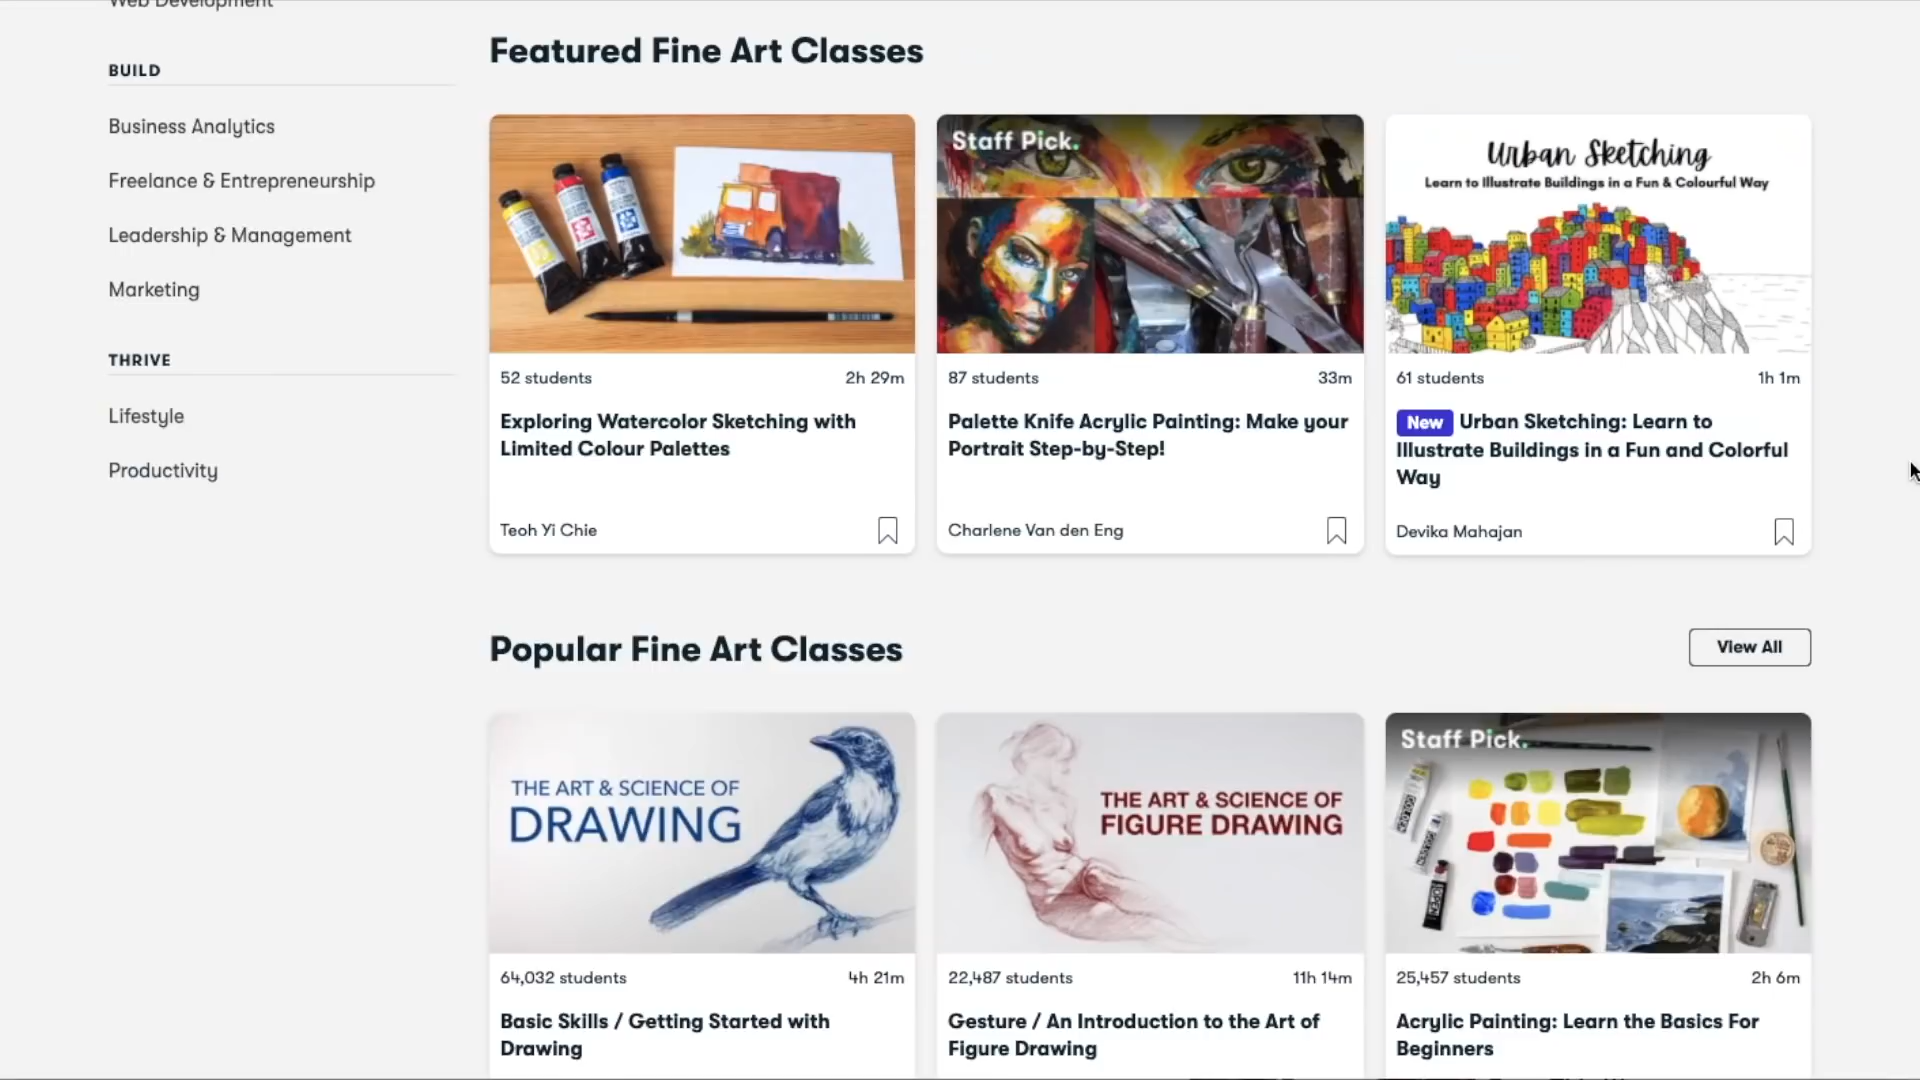 Web Development
BUILD
Business Analytics
Freelance & Entrepreneurship
Leadership & Management
Marketing
THRIVE
Lifestyle
Productivity
Featured Fine Art Classes
52 students 2h 29m
Exploring Watercolor Sketching with
Limited Colour Palettes
Teoh Yi Chie
Staff Pick.
87 students 33m
Palette Knife Acrylic Painting: Make your
Portrait Step-by-Step!
Charlene Van den Eng
Urban Sketching
Learn to Illustrate Buildings in a Fun & Colourful Way
61 students 1h 1m
New Urban Sketching: Learn to
Illustrate Buildings in a Fun and Colorful
Way
Devika Mahajan
Popular Fine Art Classes
View All
THE ART & SCIENCE OF
DRAWING
64,032 students 4h 21m
Basic Skills / Getting Started with
Drawing
THE ART & SCIENCE OF
FIGURE DRAWING
22,487 students 11h 14m
Gesture / An Introduction to the Art of
Figure Drawing
Staff Pick.
25,457 students 2h 6m
Acrylic Painting: Learn the Basics For
Beginners